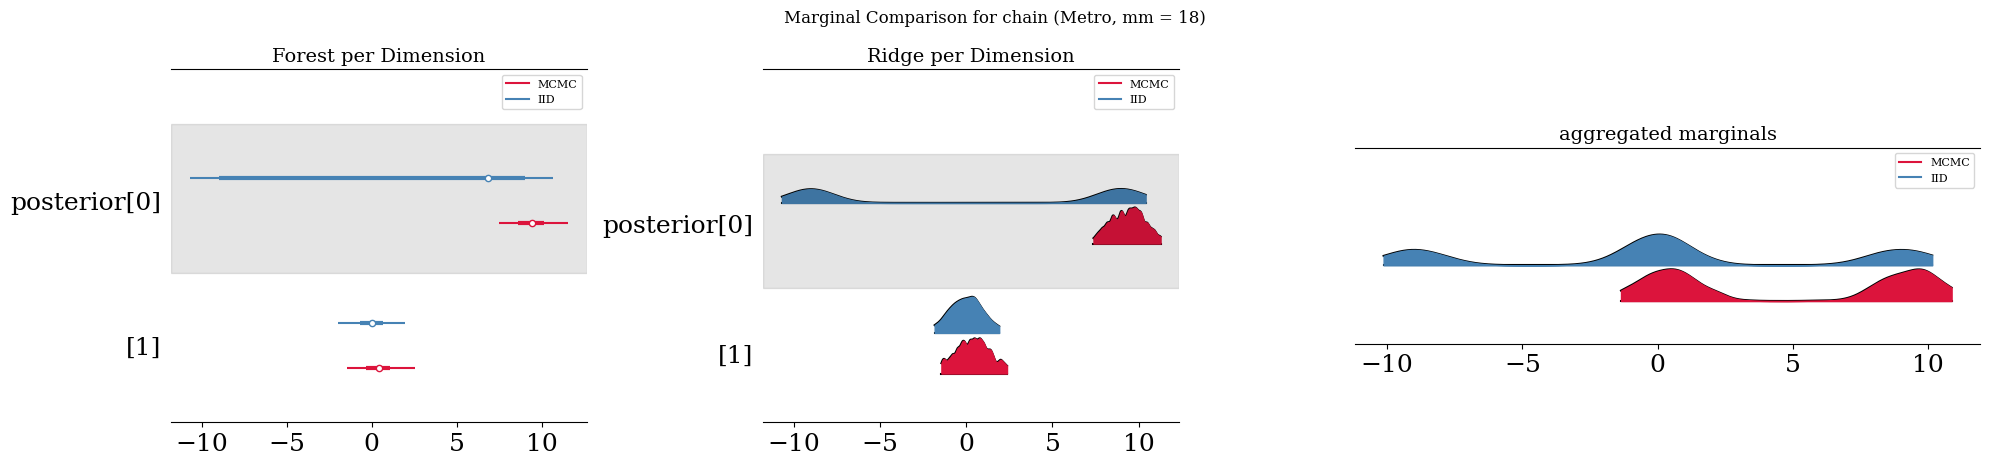 Marginal Comparison for chain (Metro, mm = 18)
Forest per Dimension
MCMC
IID
posterior[0]
[1]
−10 −5 0 5 10
Ridge per Dimension
MCMC
IID
posterior[0]
[1]
−10 −5 0 5 10
aggregated marginals
MCMC
IID
−10 −5 0 5 10